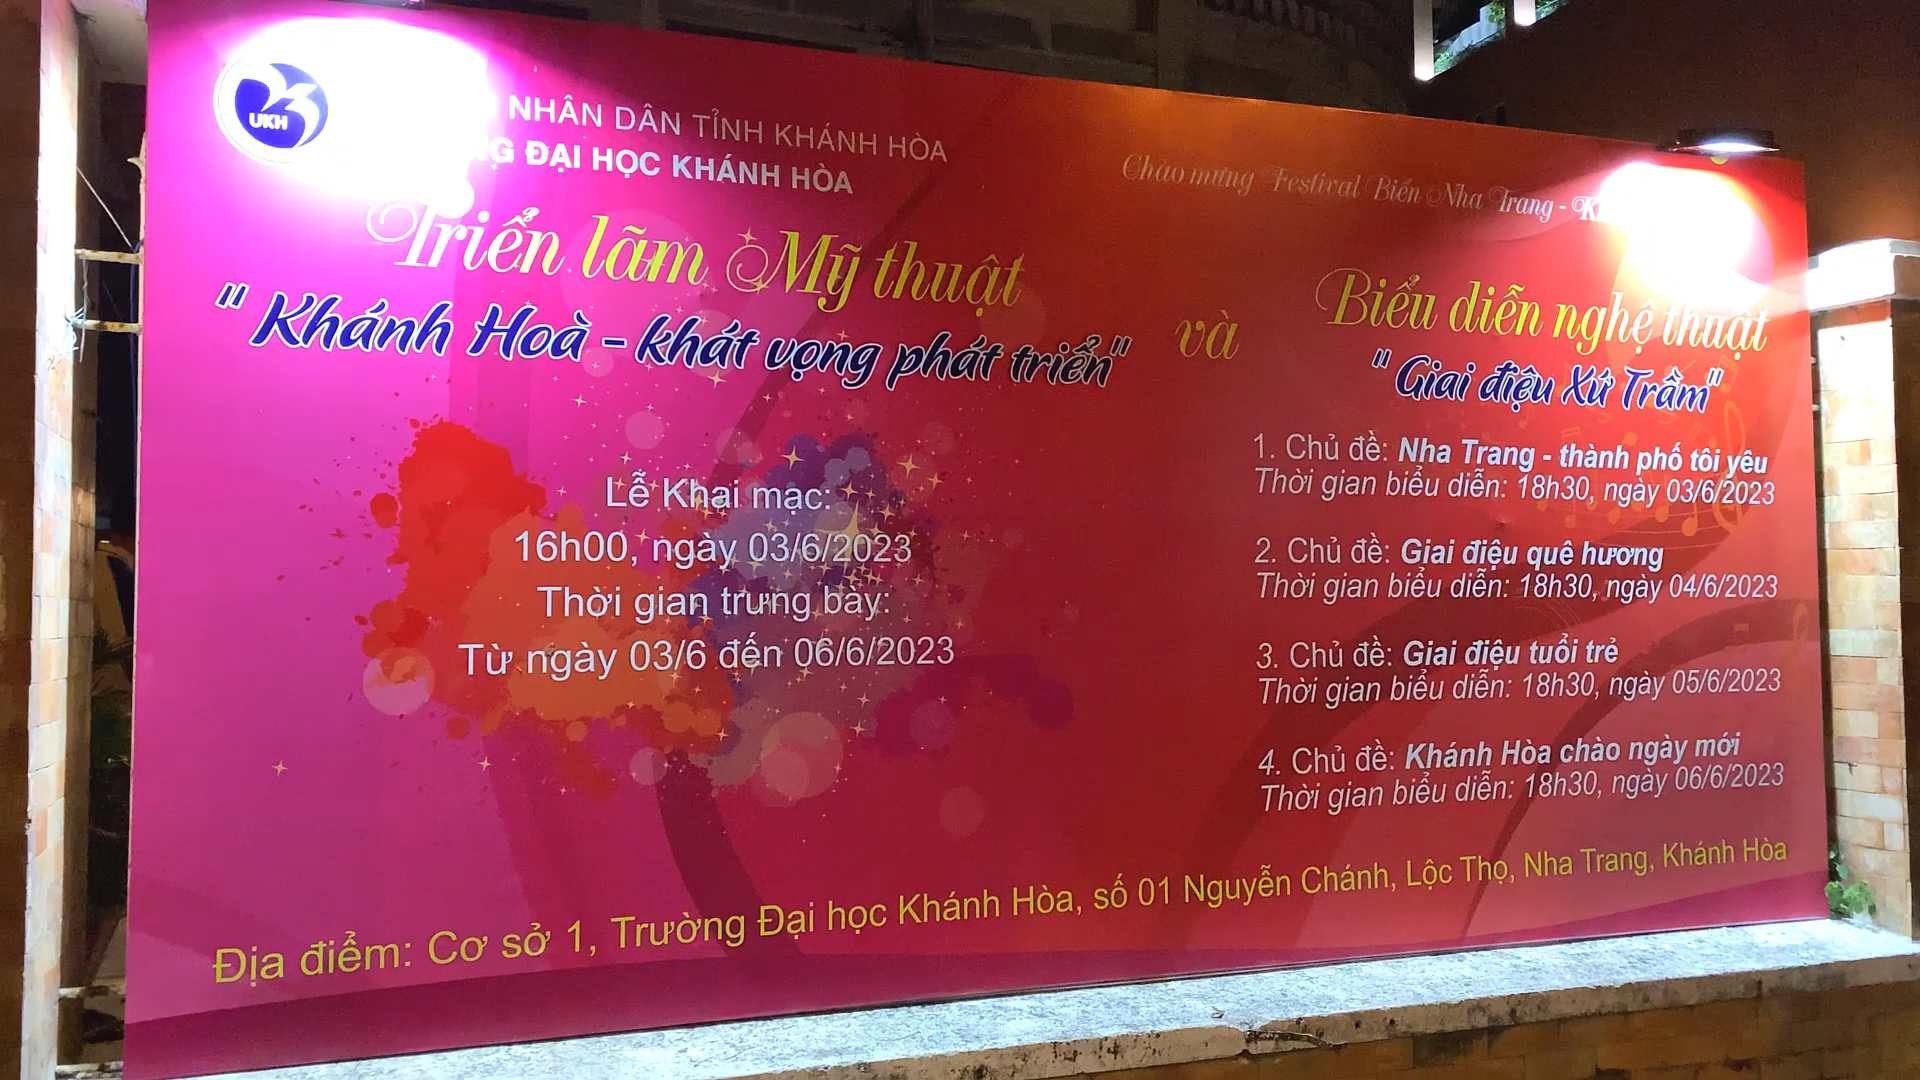 UKH
NHÂN DÂN TỈNH KHÁNH HÒA
ĐẠI HỌC KHÁNH HÒA
Chào mừng Festival Biển Nha Trang -
Triển lãm Mỹ thuật
"Khánh Hoà - khát vọng phát triển"
và
Biểu diễn nghệ thuật
"Giai điệu Xứ Trầm"
Lễ Khai mạc:
16h00, ngày 03/6/2023
Thời gian trưng bày:
Từ ngày 03/6 đến 06/6/2023
1. Chủ đề: Nha Trang - thành phố tôi yêu
Thời gian biểu diễn: 18h30, ngày 03/6/2023
2. Chủ đề: Giai điệu quê hương
Thời gian biểu diễn: 18h30, ngày 04/6/2023
3. Chủ đề: Giai điệu tuổi trẻ
Thời gian biểu diễn: 18h30, ngày 05/6/2023
4. Chủ đề: Khánh Hòa chào ngày mới
Thời gian biểu diễn: 18h30, ngày 06/6/2023
Địa điểm: Cơ sở 1, Trường Đại học Khánh Hòa, số 01 Nguyễn Chánh, Lộc Thọ, Nha Trang, Khánh Hòa